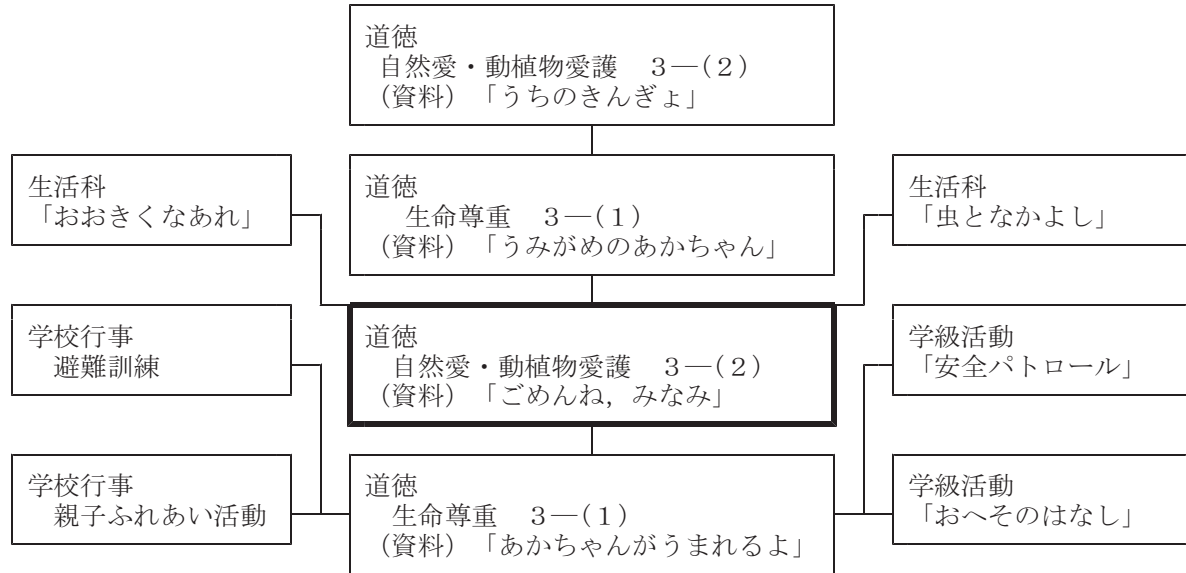 道徳
自然愛・動植物愛護　３―(２)
（資料）「うちのきんぎょ」
生活科
「おおきくなあれ」
道徳
生命尊重　３―(１)
（資料）「うみがめのあかちゃん」
生活科
「虫となかよし」
学校行事
避難訓練
道徳
自然愛・動植物愛護　３―(２)
（資料）「ごめんね，みなみ」
学級活動
「安全パトロール」
学校行事
親子ふれあい活動
道徳
生命尊重　３―(１)
（資料）「あかちゃんがうまれるよ」
学級活動
「おへそのはなし」